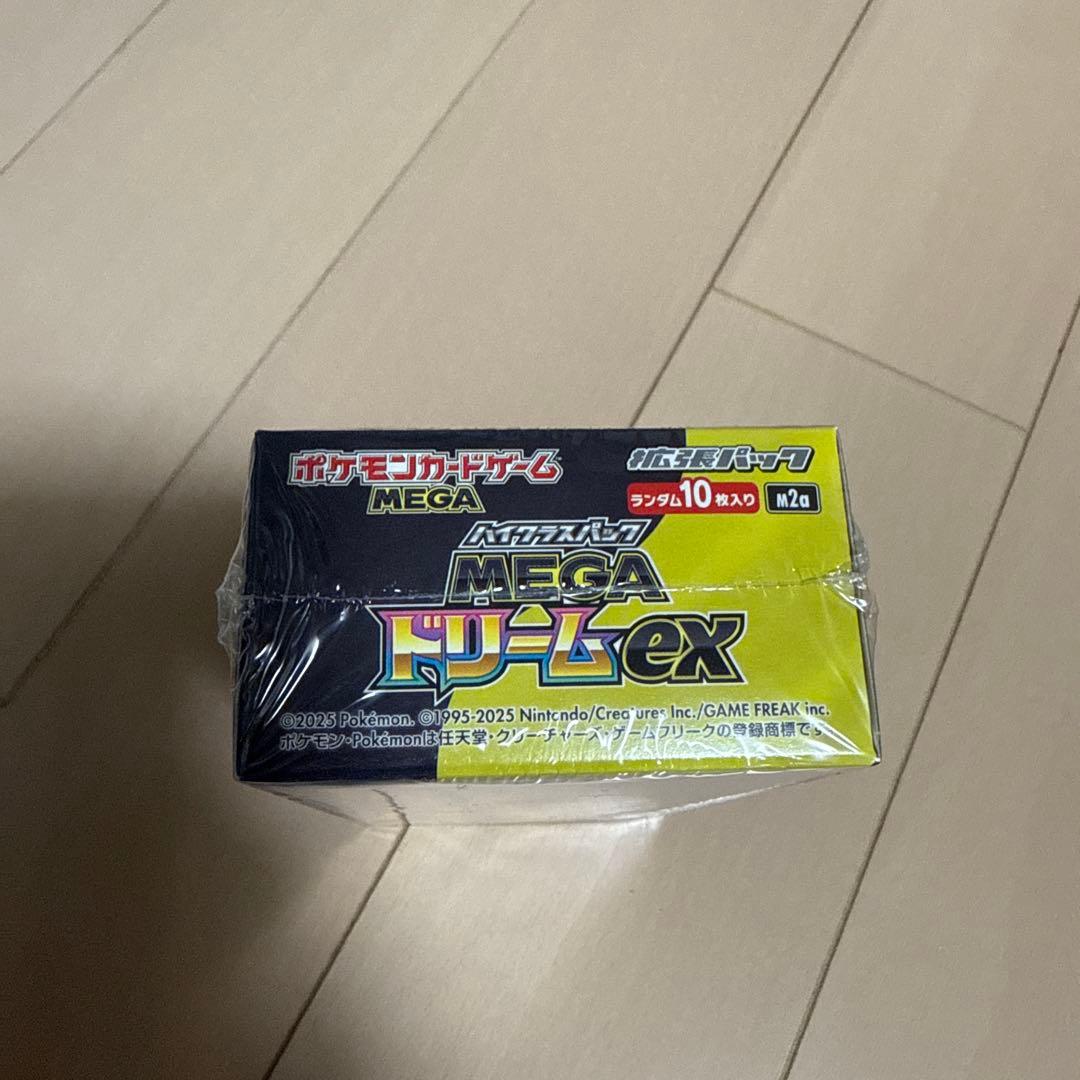 ポケモンカードゲーム
MEGA
拡張パック
ランダム10枚入り
M2a
ハイクラスパック
MEGA
ドリームex
©2025 Pokémon. ©1995-2025 Nintendo/Creatures Inc./GAME FREAK inc.
ポケモン・Pokémonは任天堂・クリーチャーズ・ゲームフリークの登録商標です